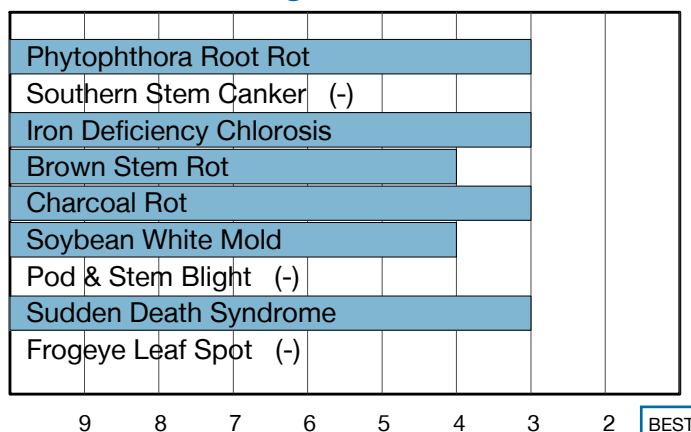 Phytophthora Root Rot
Southern Stem Canker (-)
Iron Deficiency Chlorosis
Brown Stem Rot
Charcoal Rot
Soybean White Mold
Pod & Stem Blight (-)
Sudden Death Syndrome
Frogeye Leaf Spot (-)
9 8 7 6 5 4 3 2 BEST